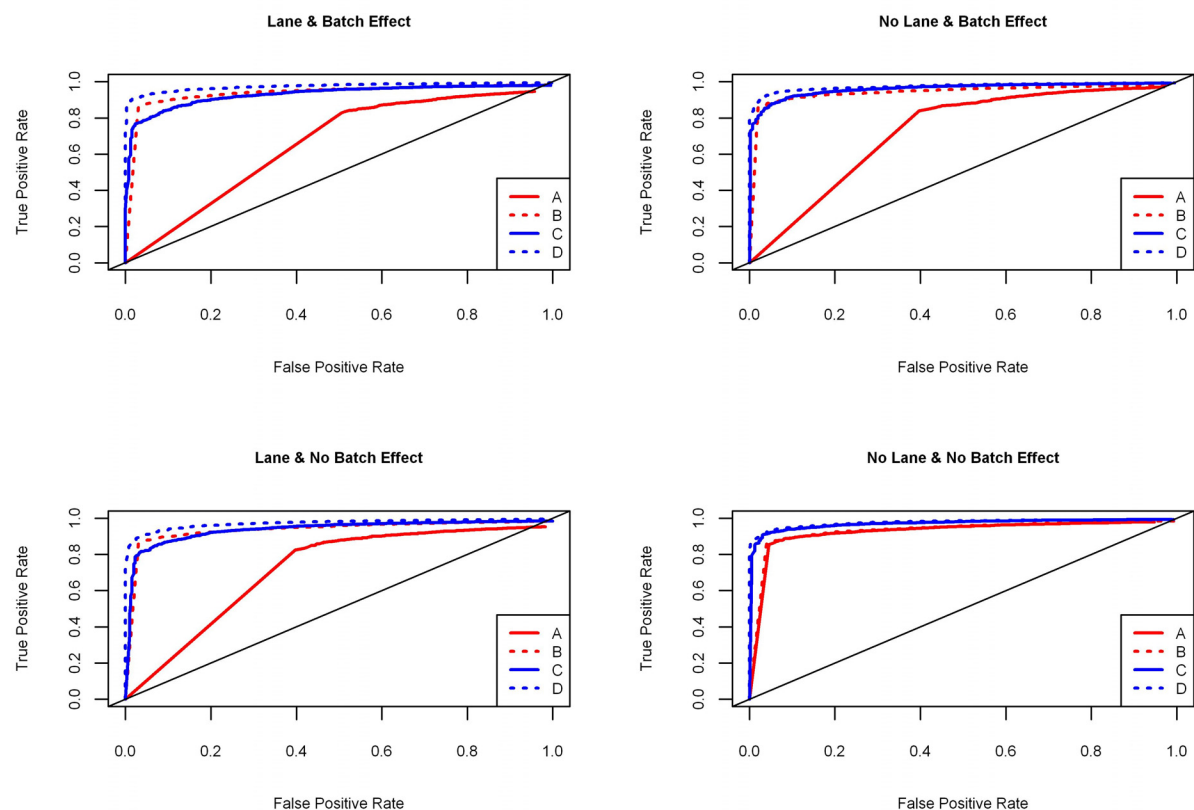 Lane & Batch Effect
True Positive Rate
1.0
0.8
0.6
0.4
0.2
0.0
A
B
C
D
0.0 0.2 0.4 0.6 0.8 1.0
False Positive Rate
No Lane & Batch Effect
True Positive Rate
1.0
0.8
0.6
0.4
0.2
0.0
A
B
C
D
0.0 0.2 0.4 0.6 0.8 1.0
False Positive Rate
Lane & No Batch Effect
True Positive Rate
1.0
0.8
0.6
0.4
0.2
0.0
A
B
C
D
0.0 0.2 0.4 0.6 0.8 1.0
False Positive Rate
No Lane & No Batch Effect
True Positive Rate
1.0
0.8
0.6
0.4
0.2
0.0
A
B
C
D
0.0 0.2 0.4 0.6 0.8 1.0
False Positive Rate